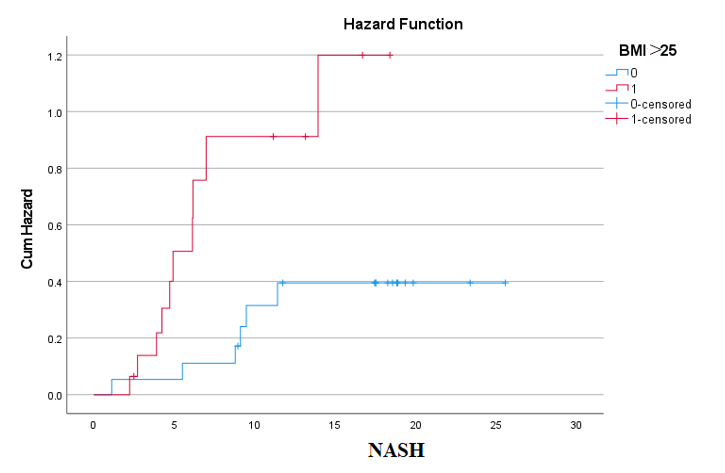 Hazard Function
BMI >25
0
1
0-censored
1-censored
Cum Hazard
1.2
1.0
0.8
0.6
0.4
0.2
0.0
0 5 10 15 20 25 30
NASH